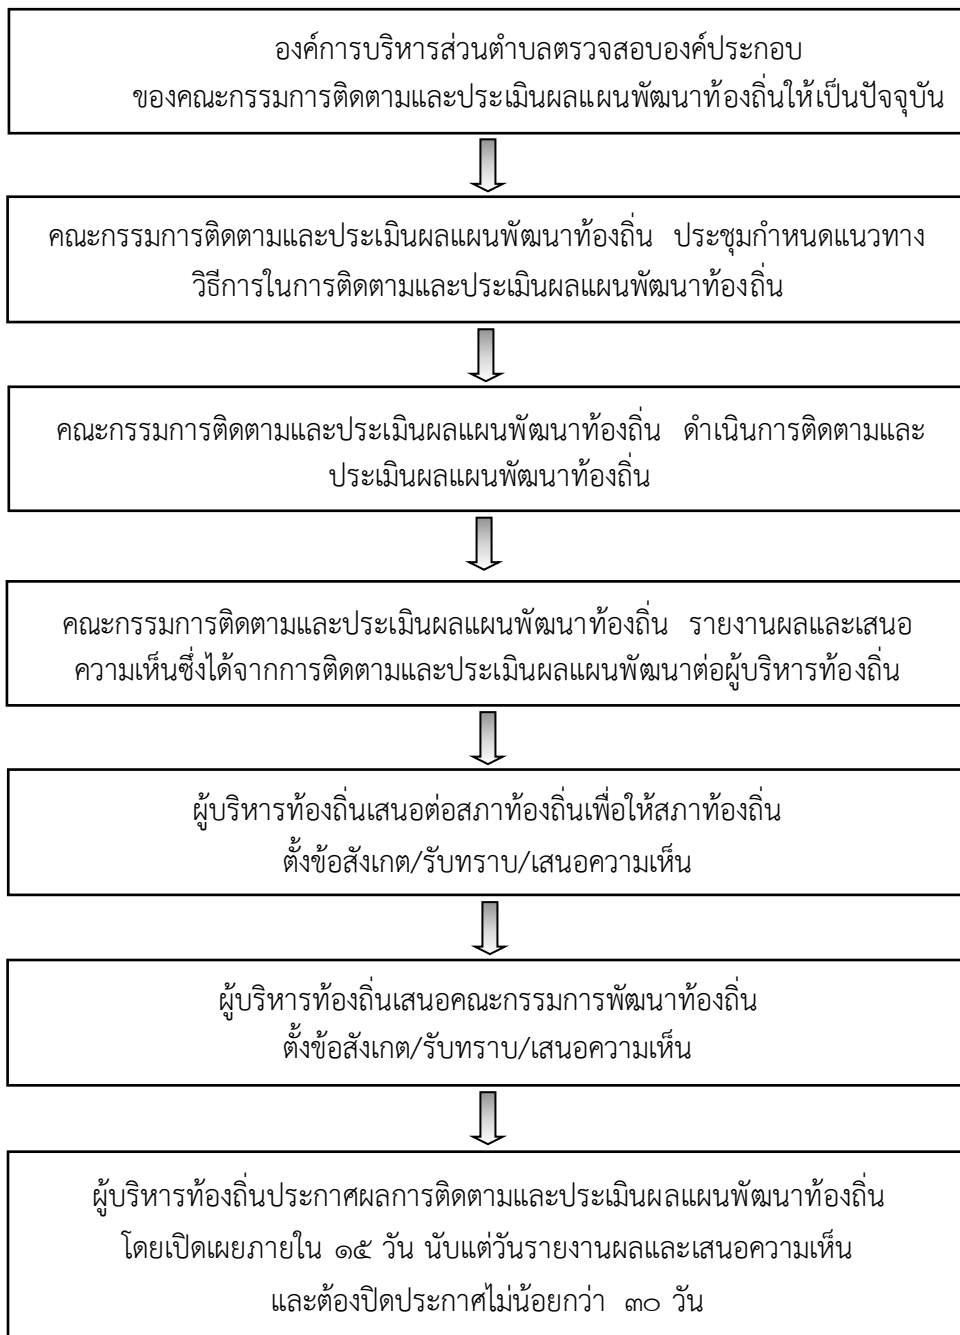 องค์การบริหารส่วนตำบลตรวจสอบองค์ประกอบ
ของคณะกรรมการติดตามและประเมินผลแผนพัฒนาท้องถิ่นให้เป็นปัจจุบัน
คณะกรรมการติดตามและประเมินผลแผนพัฒนาท้องถิ่น ประชุมกำหนดแนวทาง
วิธีการในการติดตามและประเมินผลแผนพัฒนาท้องถิ่น
คณะกรรมการติดตามและประเมินผลแผนพัฒนาท้องถิ่น ดำเนินการติดตามและ
ประเมินผลแผนพัฒนาท้องถิ่น
คณะกรรมการติดตามและประเมินผลแผนพัฒนาท้องถิ่น รายงานผลและเสนอ
ความเห็นซึ่งได้จากการติดตามและประเมินผลแผนพัฒนาต่อผู้บริหารท้องถิ่น
ผู้บริหารท้องถิ่นเสนอต่อสภาท้องถิ่นเพื่อให้สภาท้องถิ่น
ตั้งข้อสังเกต/รับทราบ/เสนอความเห็น
ผู้บริหารท้องถิ่นเสนอคณะกรรมการพัฒนาท้องถิ่น
ตั้งข้อสังเกต/รับทราบ/เสนอความเห็น
ผู้บริหารท้องถิ่นประกาศผลการติดตามและประเมินผลแผนพัฒนาท้องถิ่น
โดยเปิดเผยภายใน ๑๕ วัน นับแต่วันรายงานผลและเสนอความเห็น
และต้องปิดประกาศไม่น้อยกว่า ๓๐ วัน